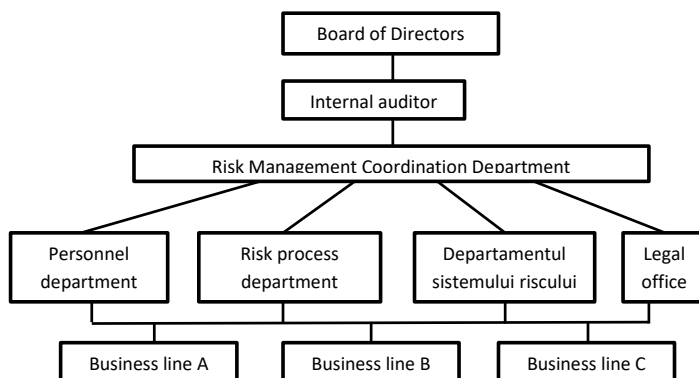 Board of Directors
Internal auditor
Risk Management Coordination Department
Personnel
department
Risk process
department
Departamentul
sistemului riscului
Legal
office
Business line A
Business line B
Business line C